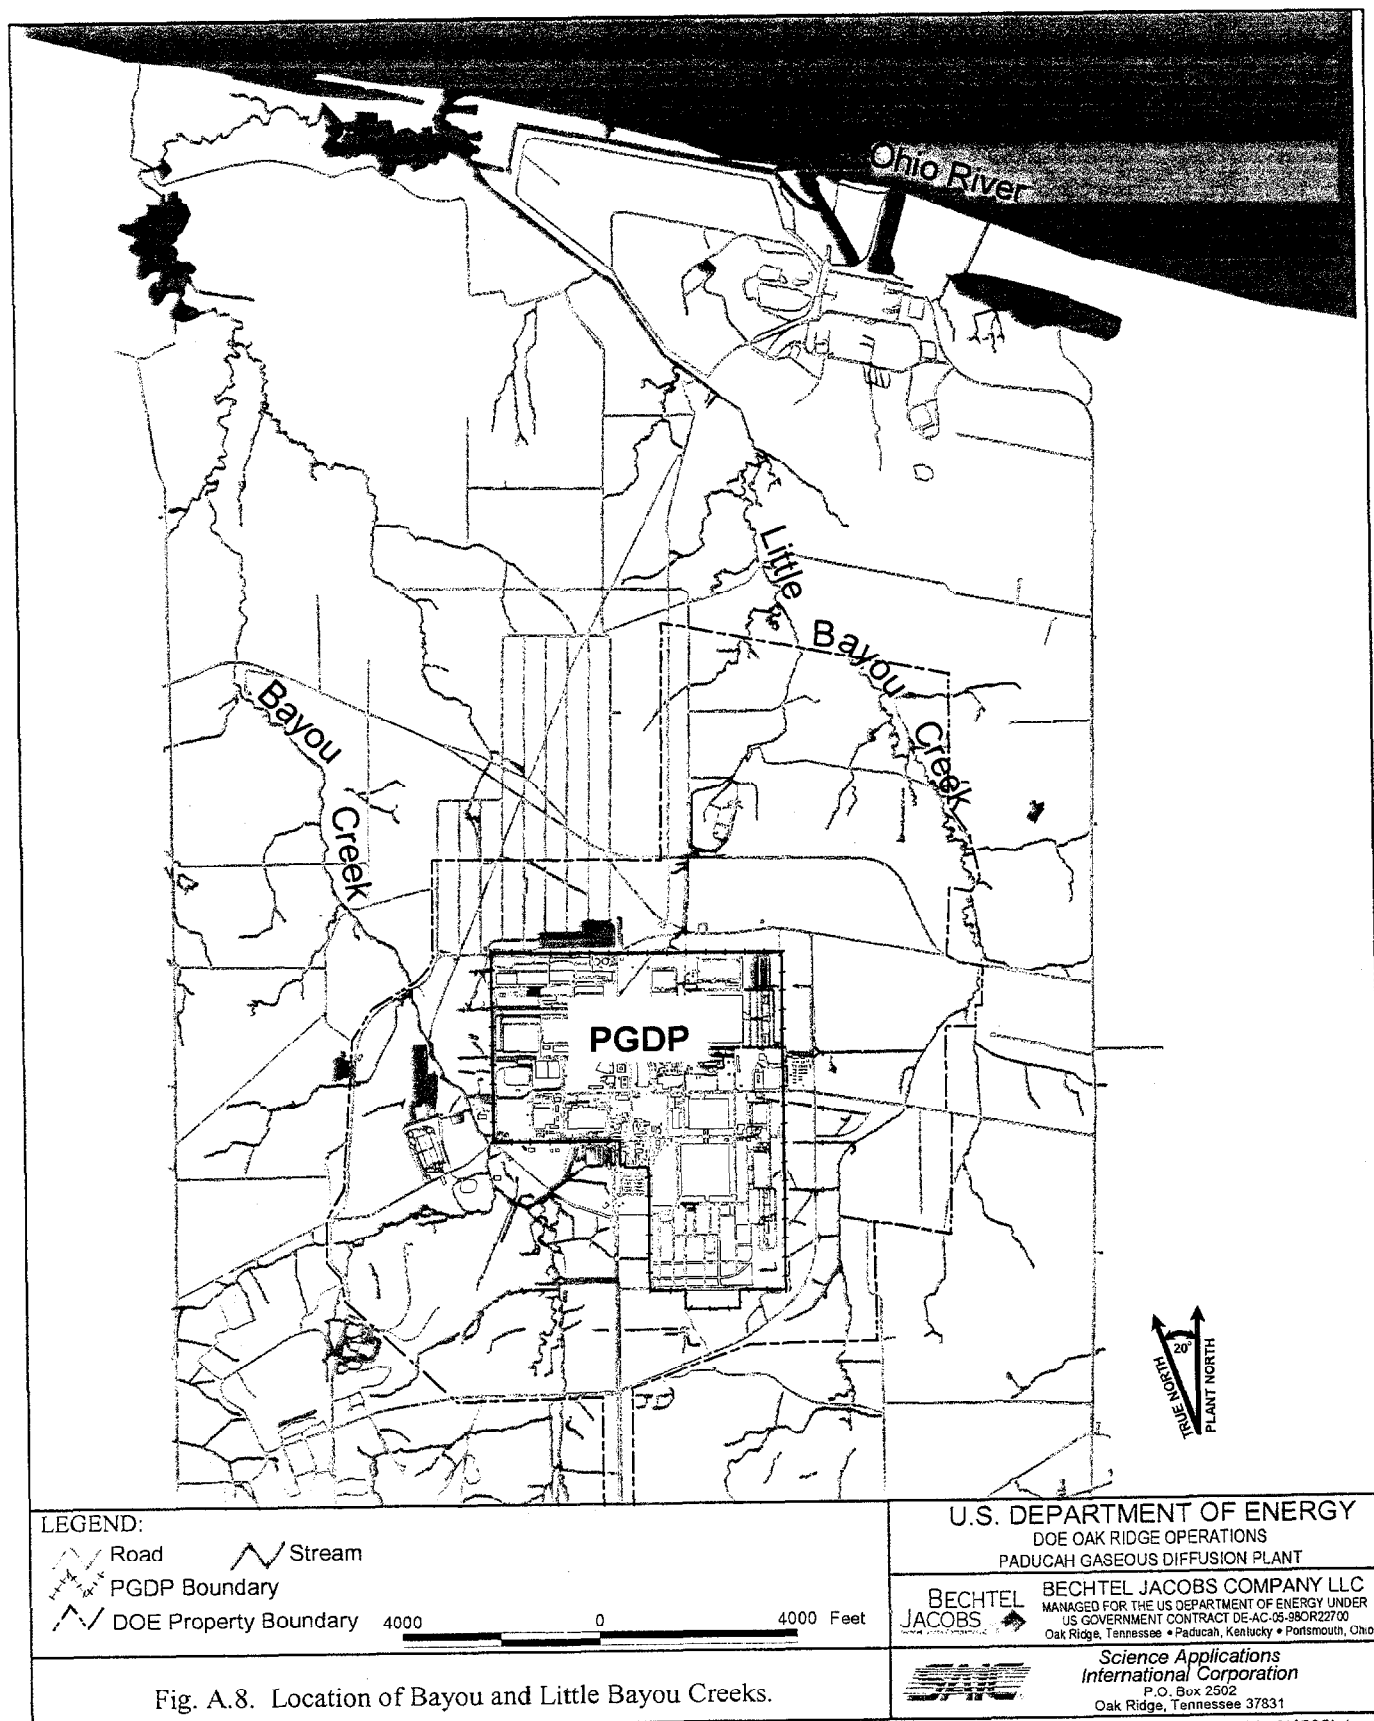 Ohio River
Little
Bayou
Creek
Bayou
Creek
PGDP
20°
TRUE NORTH
PLANT NORTH
LEGEND:
Road
Stream
PGDP Boundary
DOE Property Boundary
4000 0 4000 Feet
Fig. A.8. Location of Bayou and Little Bayou Creeks.
U.S. DEPARTMENT OF ENERGY
DOE OAK RIDGE OPERATIONS
PADUCAH GASEOUS DIFFUSION PLANT
BECHTEL
JACOBS
BECHTEL JACOBS COMPANY LLC
MANAGED FOR THE US DEPARTMENT OF ENERGY UNDER
US GOVERNMENT CONTRACT DE-AC-05-98OR22700
Oak Ridge, Tennessee • Paducah, Kentucky • Portsmouth, Ohio
SAIC
Science Applications
International Corporation
P.O. Box 2502
Oak Ridge, Tennessee 37831